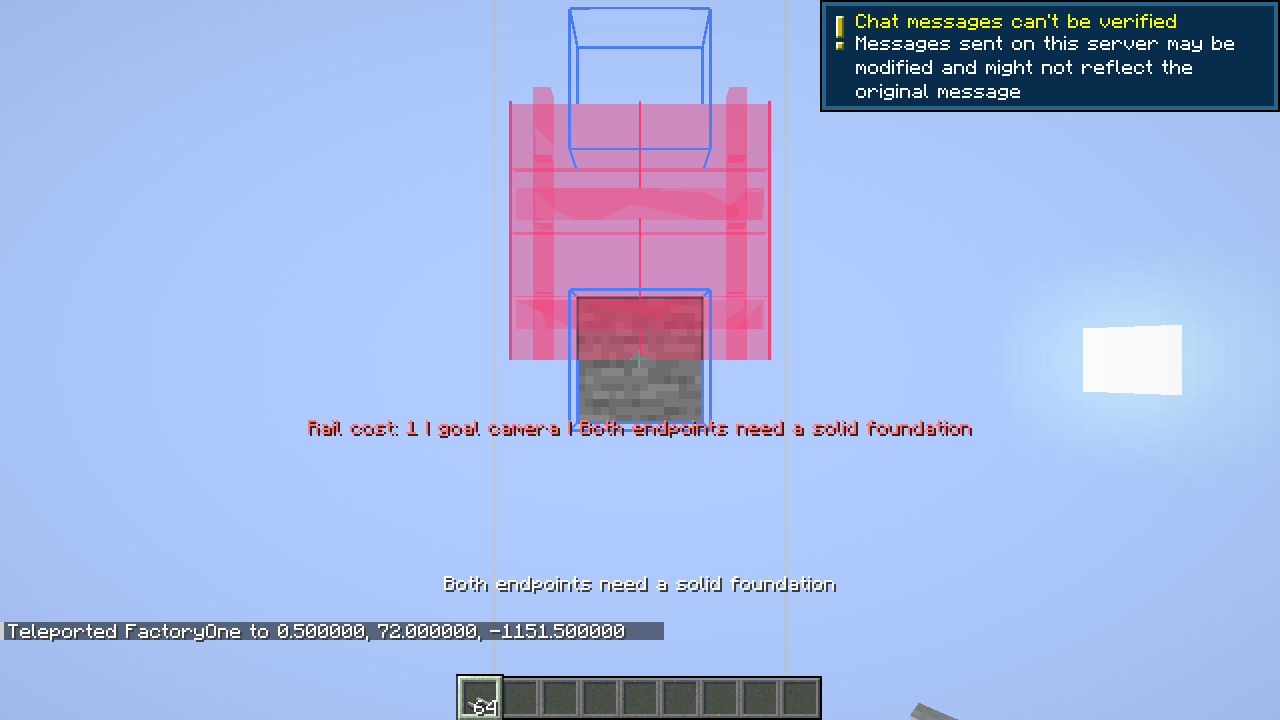 Chat messages can't be verified
Messages sent on this server may be
modified and might not reflect the
original message
Rail cost: 1 | goal camera | Both endpoints need a solid foundation
Both endpoints need a solid foundation
Teleported FactoryOne to 0.500000, 72.000000, -1151.500000
64